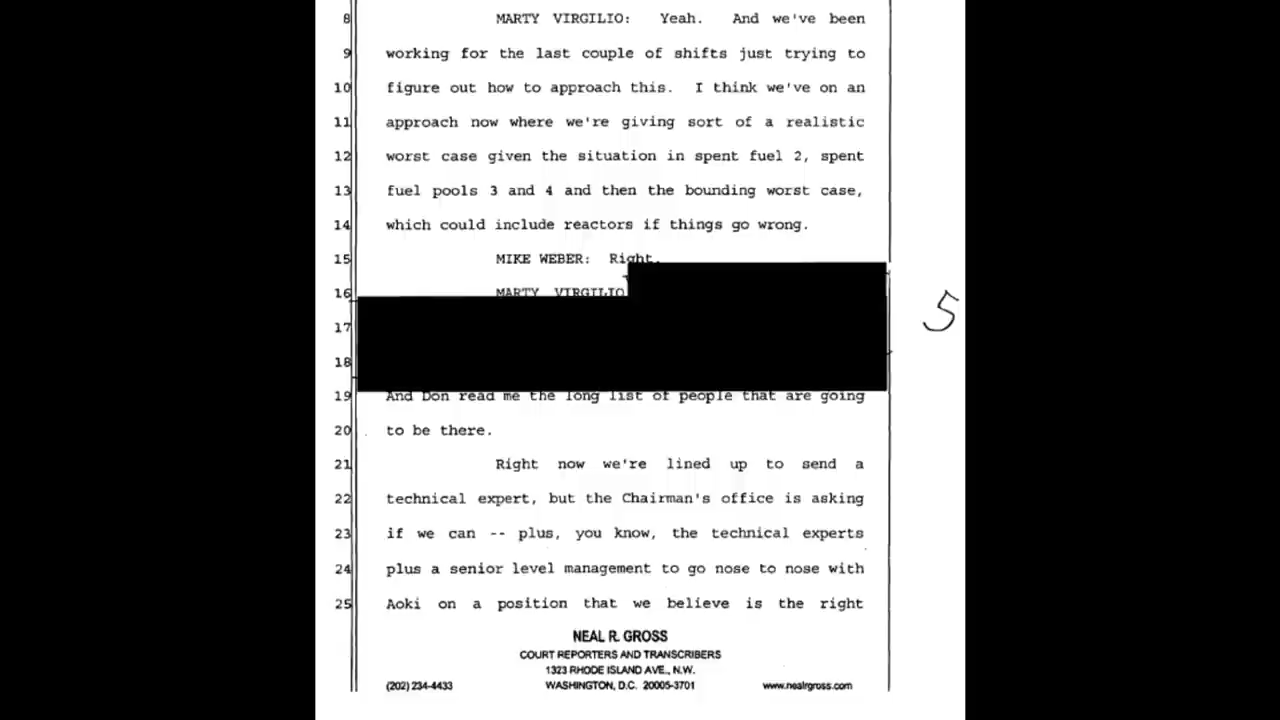 8 MARTY VIRGILIO: Yeah. And we've been
9 working for the last couple of shifts just trying to
10 figure out how to approach this. I think we've on an
11 approach now where we're giving sort of a realistic
12 worst case given the situation in spent fuel 2, spent
13 fuel pools 3 and 4 and then the bounding worst case,
14 which could include reactors if things go wrong.
15 MIKE WEBER: Right.
16 MARTY VIRGILIO
17
18
5
19 And Don read me the long list of people that are going
20 to be there.
21 Right now we're lined up to send a
22 technical expert, but the Chairman's office is asking
23 if we can -- plus, you know, the technical experts
24 plus a senior level management to go nose to nose with
25 Aoki on a position that we believe is the right
NEAL R. GROSS
COURT REPORTERS AND TRANSCRIBERS
1323 RHODE ISLAND AVE., N.W.
(202) 234-4433 WASHINGTON, D.C. 20005-3701 www.nealrgross.com